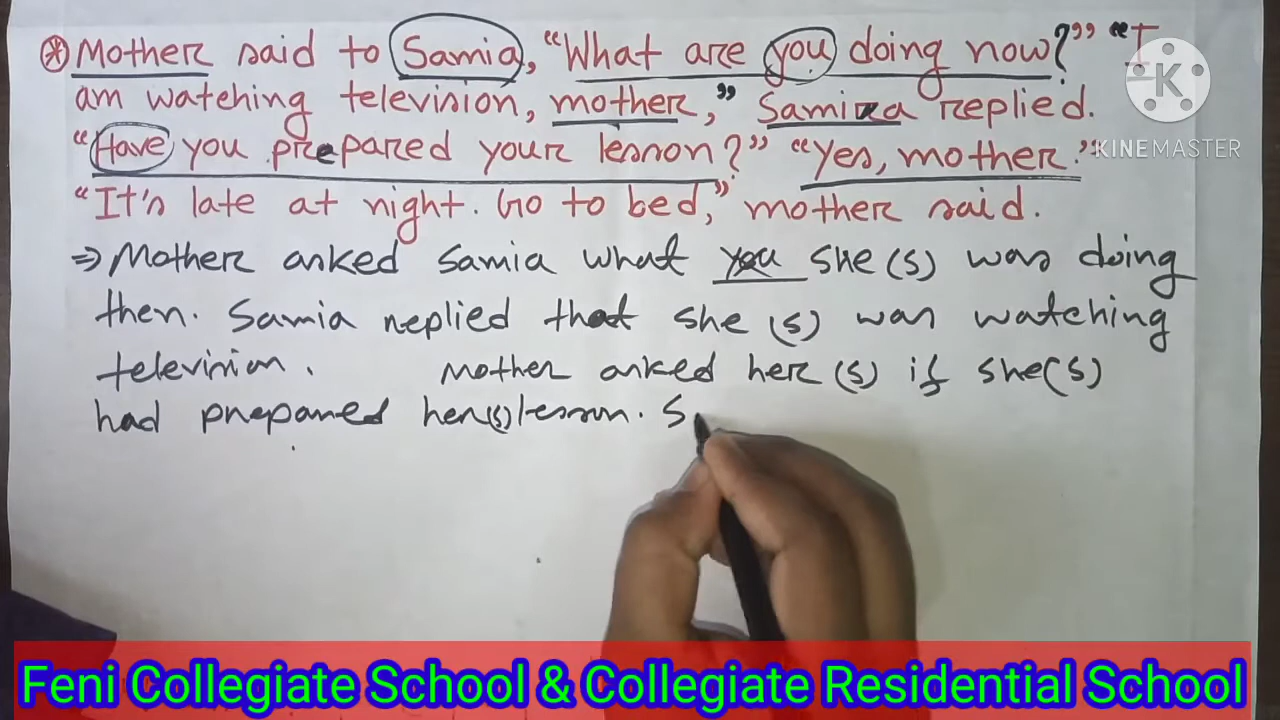 ⊛ Mother said to Samia, “What are you doing now?” “I
am watching television, mother,” Samira replied.
“Have you prepared your lesson?” “Yes, mother.”
“It's late at night. Go to bed,” mother said.
⇒ Mother asked Samia what you she (s) was doing
then. Samia replied that she (s) was watching
television. Mother asked her (s) if she (s)
had prepared her (s) lesson. S
K
KINEMASTER
Feni Collegiate School & Collegiate Residential School